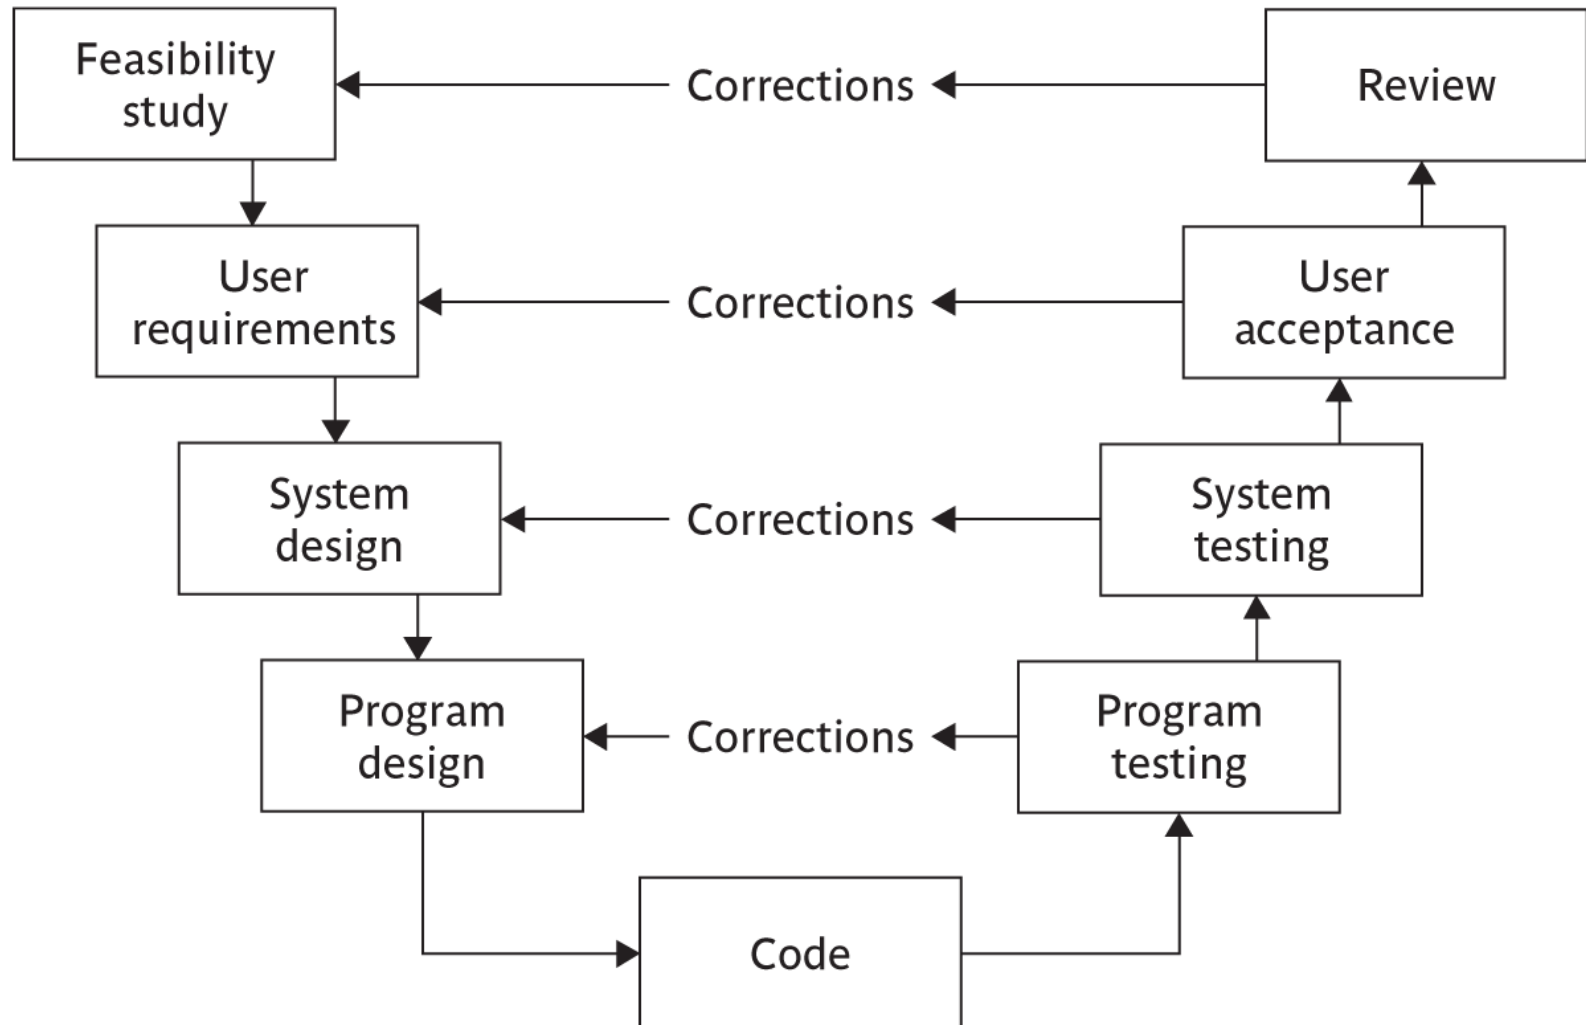 Feasibility
study
Corrections
Review
User
requirements
Corrections
User
acceptance
System
design
Corrections
System
testing
Program
design
Corrections
Program
testing
Code